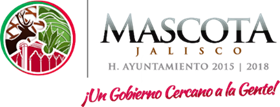 MASCOTA
JALISCO
H. AYUNTAMIENTO 2015 | 2018
¡Un Gobierno Cercano a la Gente!